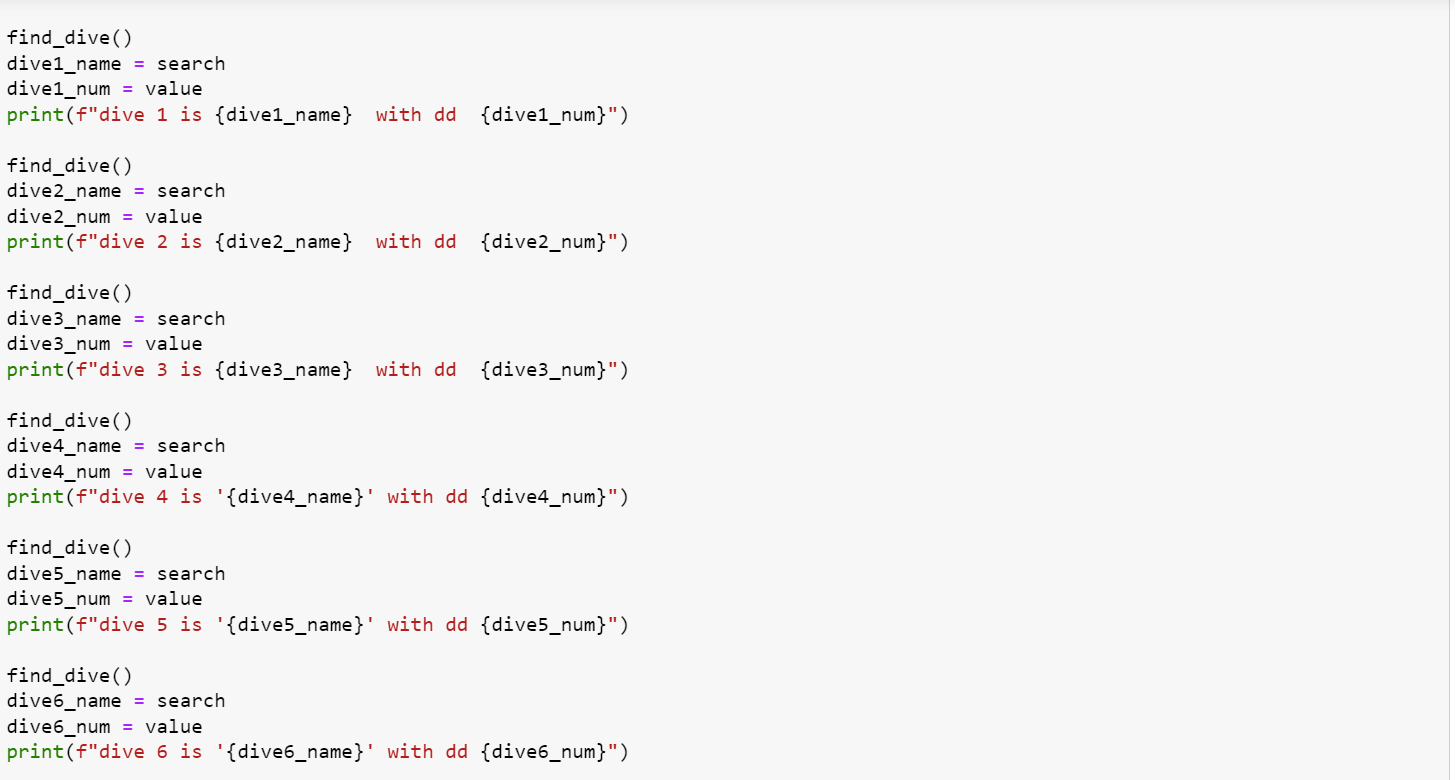 find_dive()
dive1_name = search
dive1_num = value
print(f"dive 1 is {dive1_name}  with dd  {dive1_num}")
find_dive()
dive2_name = search
dive2_num = value
print(f"dive 2 is {dive2_name}  with dd  {dive2_num}")
find_dive()
dive3_name = search
dive3_num = value
print(f"dive 3 is {dive3_name}  with dd  {dive3_num}")
find_dive()
dive4_name = search
dive4_num = value
print(f"dive 4 is '{dive4_name}' with dd {dive4_num}")
find_dive()
dive5_name = search
dive5_num = value
print(f"dive 5 is '{dive5_name}' with dd {dive5_num}")
find_dive()
dive6_name = search
dive6_num = value
print(f"dive 6 is '{dive6_name}' with dd {dive6_num}")